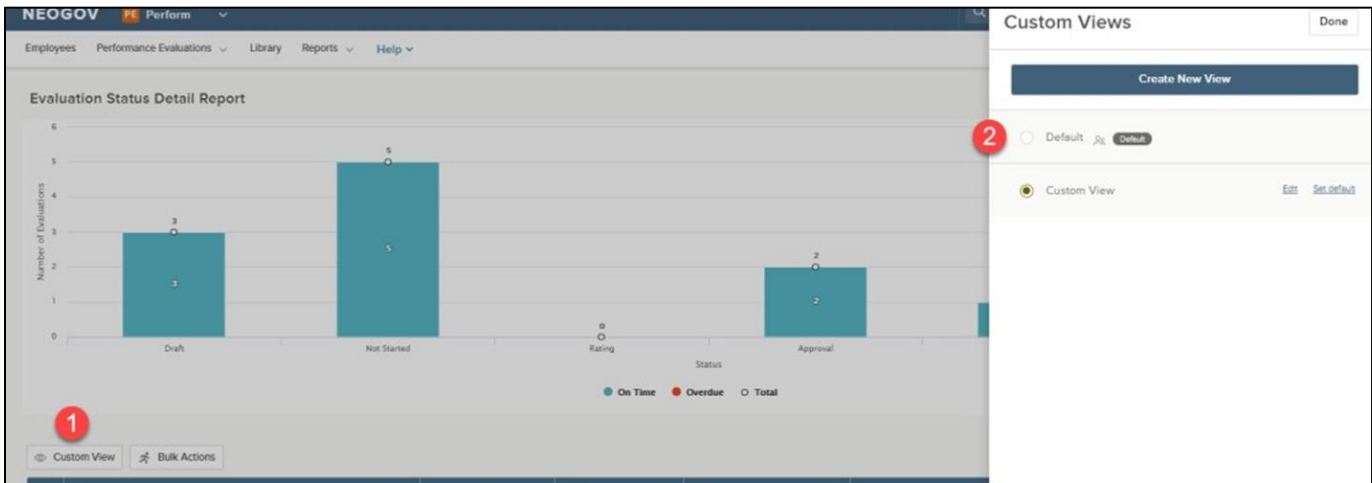 NEOGOV PE Perform
Employees Performance Evaluations Library Reports Help
Evaluation Status Detail Report
6
5
4
3
2
1
0
Number of Evaluations
3
3
5
5
0
2
2
Draft Not Started Rating Approval
Status
On Time Overdue Total
1
Custom View Bulk Actions
Custom Views Done
Create New View
2 Default Default
Custom View Edit Set default